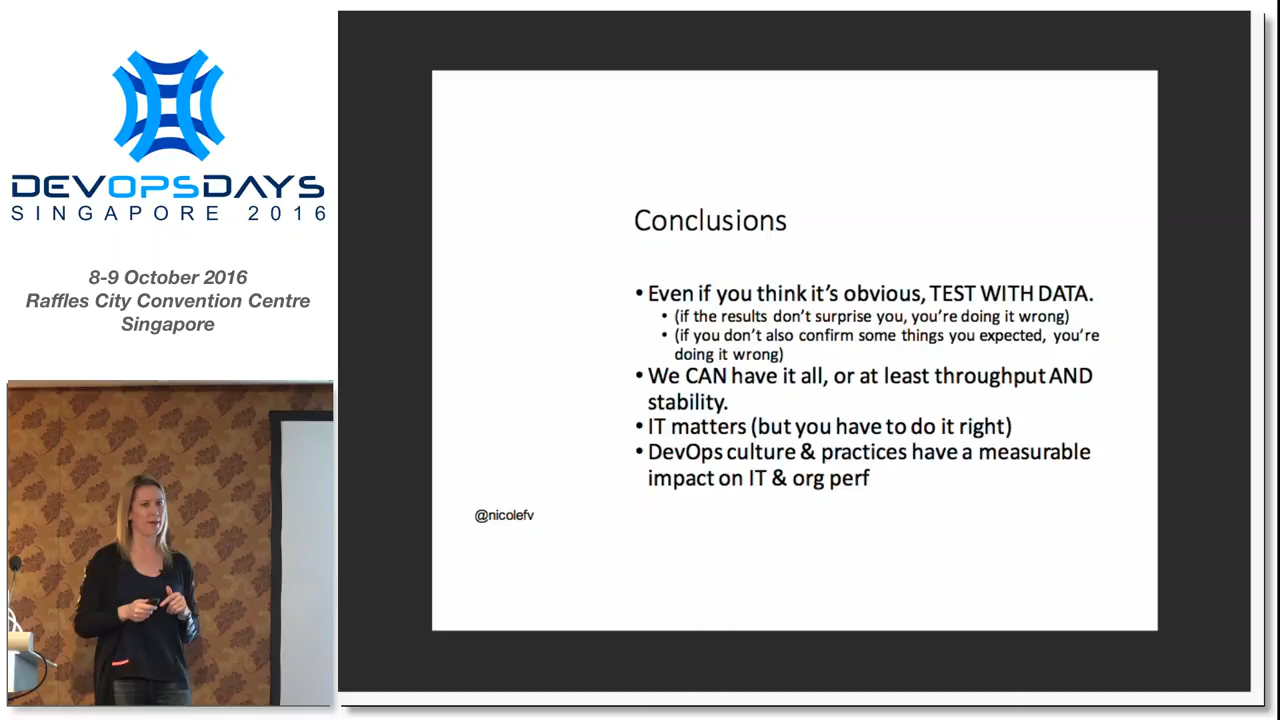 DEVOPSDAYS
SINGAPORE 2016
8-9 October 2016
Raffles City Convention Centre
Singapore
Conclusions
• Even if you think it's obvious, TEST WITH DATA.
• (if the results don't surprise you, you're doing it wrong)
• (if you don't also confirm some things you expected, you're
doing it wrong)
• We CAN have it all, or at least throughput AND
stability.
• IT matters (but you have to do it right)
• DevOps culture & practices have a measurable
impact on IT & org perf
@nicolefv